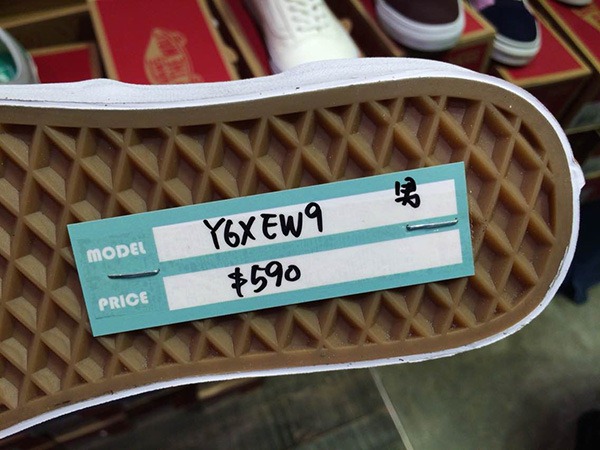 MODEL Y6XEW9 男
PRICE $590